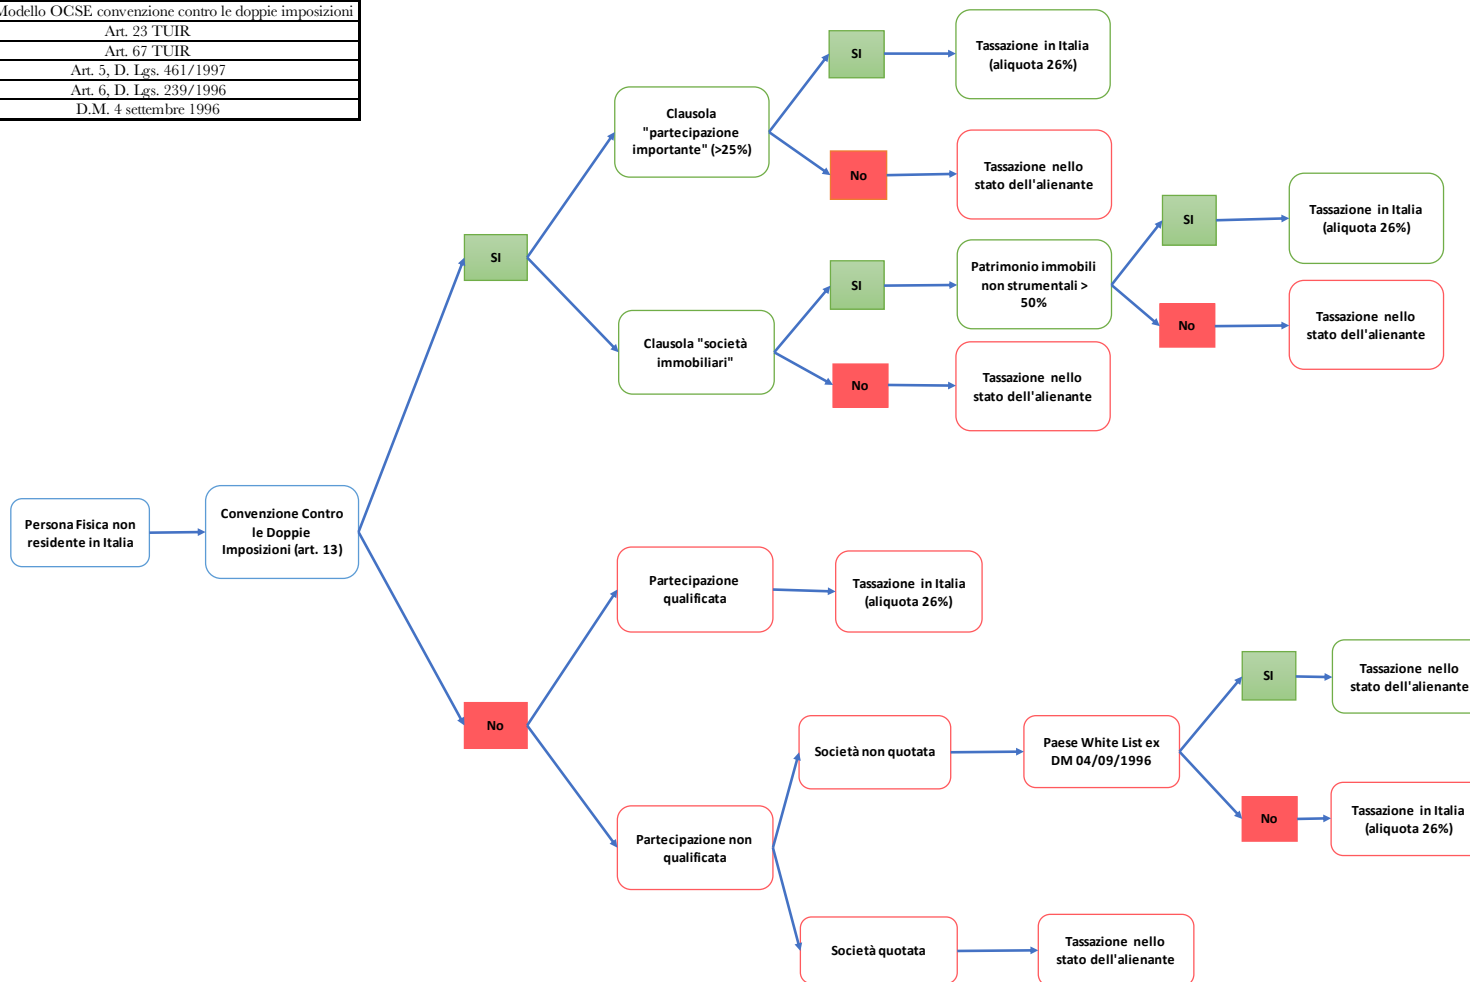 Modello OCSE convenzione contro le doppie imposizioni
Art. 23 TUIR
Art. 67 TUIR
Art. 5, D. Lgs. 461/1997
Art. 6, D. Lgs. 239/1996
D.M. 4 settembre 1996
Persona Fisica non
residente in Italia
Convenzione Contro
le Doppie
Imposizioni (art. 13)
SI
Clausola
"partecipazione
importante" (>25%)
SI
Tassazione in Italia
(aliquota 26%)
No
Tassazione nello
stato dell'alienante
Clausola "società
immobiliari"
SI
Patrimonio immobili
non strumentali >
50%
SI
Tassazione in Italia
(aliquota 26%)
No
Tassazione nello
stato dell'alienante
No
Tassazione nello
stato dell'alienante
No
Partecipazione
qualificata
Tassazione in Italia
(aliquota 26%)
Partecipazione non
qualificata
Società non quotata
Paese White List ex
DM 04/09/1996
SI
Tassazione nello
stato dell'alienante
No
Tassazione in Italia
(aliquota 26%)
Società quotata
Tassazione nello
stato dell'alienante